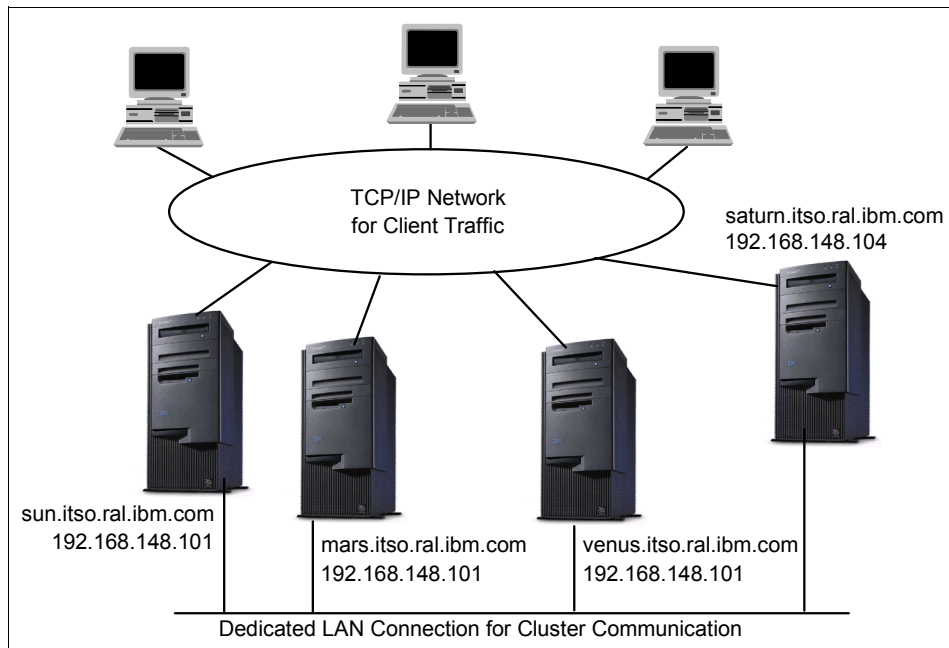 TCP/IP Network
for Client Traffic
saturn.itso.ral.ibm.com
192.168.148.104
sun.itso.ral.ibm.com
192.168.148.101
mars.itso.ral.ibm.com
192.168.148.101
venus.itso.ral.ibm.com
192.168.148.101
Dedicated LAN Connection for Cluster Communication